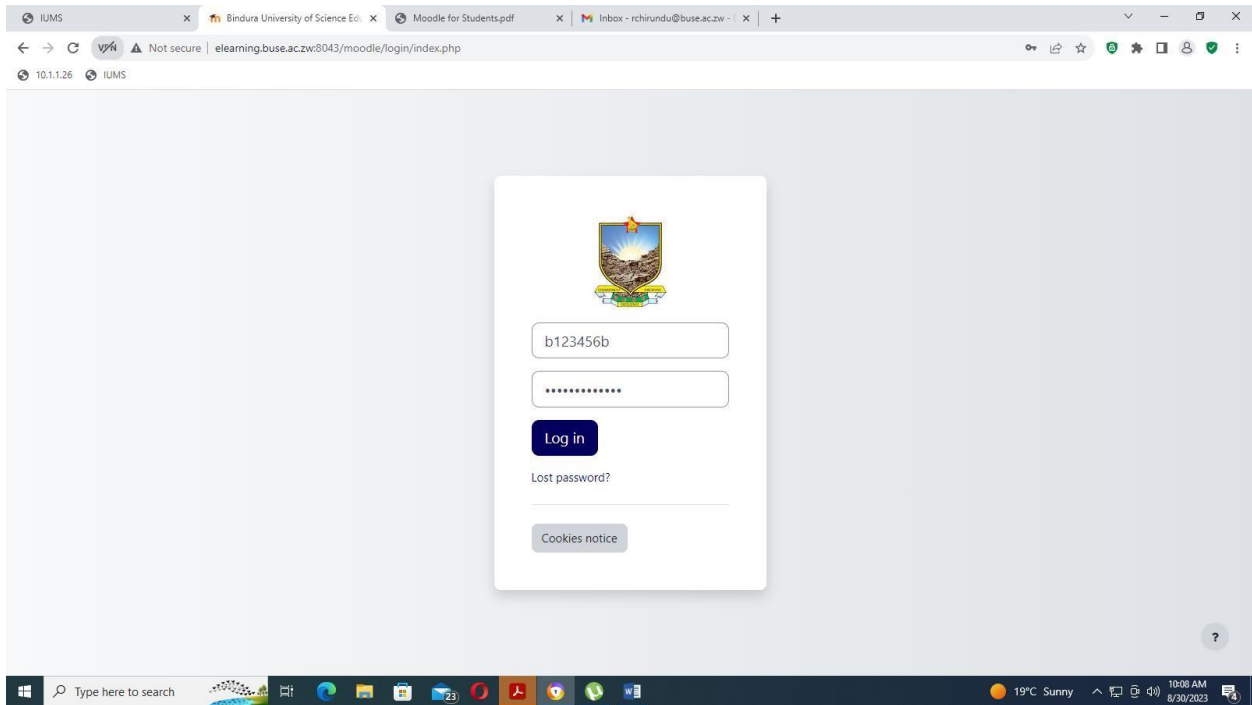 IUMS
Bindura University of Science Edu
Moodle for Students.pdf
Inbox - rchirundu@buse.ac.zw -
VPN Not secure elearning.buse.ac.zw:8043/moodle/login/index.php
10.1.1.26 IUMS
b123456b
Log in
Lost password?
Cookies notice
?
Type here to search
23
19°C Sunny
10:08 AM
8/30/2023
4